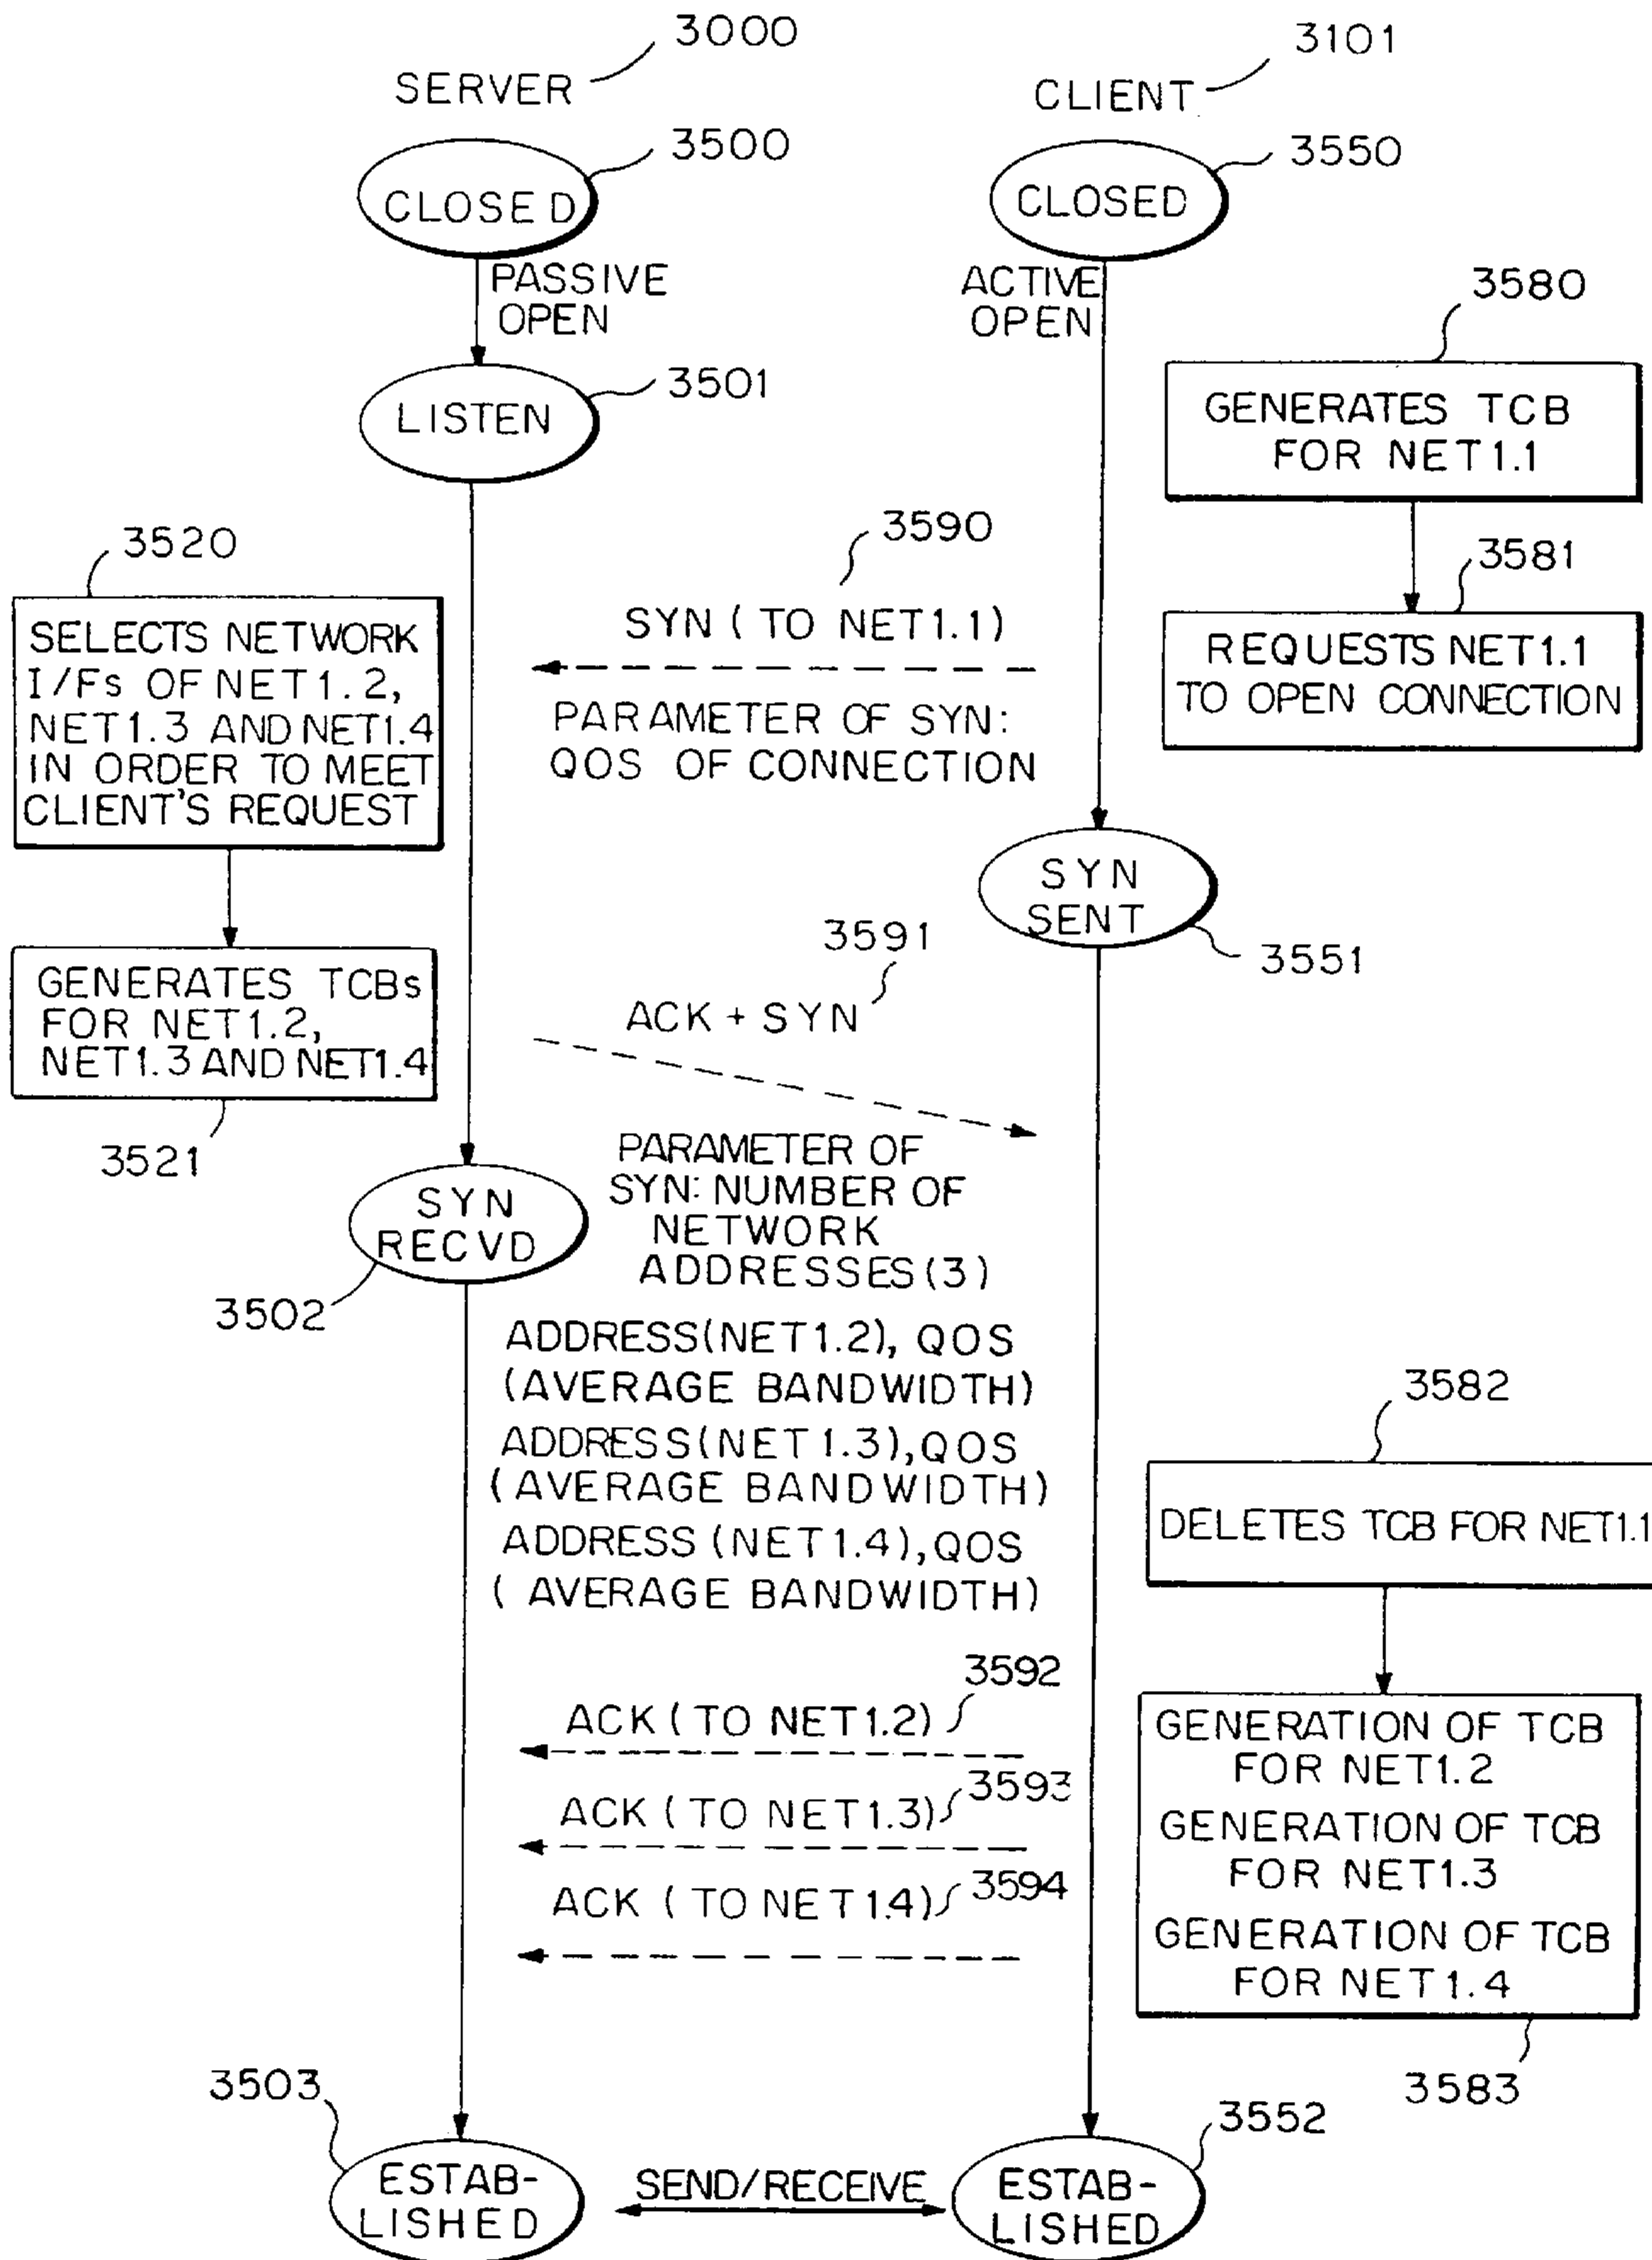 3000
SERVER
3101
CLIENT
3500
CLOSED
3550
CLOSED
PASSIVE
OPEN
ACTIVE
OPEN
3580
GENERATES TCB
FOR NET1.1
3501
LISTEN
3590
SYN (TO NET1.1)
PARAMETER OF SYN:
QOS OF CONNECTION
3581
REQUESTS NET1.1
TO OPEN CONNECTION
3520
SELECTS NETWORK
I/Fs OF NET1.2,
NET1.3 AND NET1.4
IN ORDER TO MEET
CLIENT'S REQUEST
SYN
SENT
3551
GENERATES TCBs
FOR NET1.2,
NET1.3 AND NET1.4
3521
3591
ACK + SYN
SYN
RECVD
3502
PARAMETER OF
SYN: NUMBER OF
NETWORK
ADDRESSES(3)
ADDRESS(NET1.2), QOS
(AVERAGE BANDWIDTH)
ADDRESS(NET1.3),QOS
(AVERAGE BANDWIDTH)
ADDRESS (NET1.4),QOS
(AVERAGE BANDWIDTH)
3582
DELETES TCB FOR NET1.1
3592
ACK (TO NET1.2)
3593
ACK (TO NET1.3)
3594
ACK (TO NET1.4)
GENERATION OF TCB
FOR NET1.2
GENERATION OF TCB
FOR NET1.3
GENERATION OF TCB
FOR NET1.4
3583
3503
ESTAB-
LISHED
SEND/RECEIVE
3552
ESTAB-
LISHED